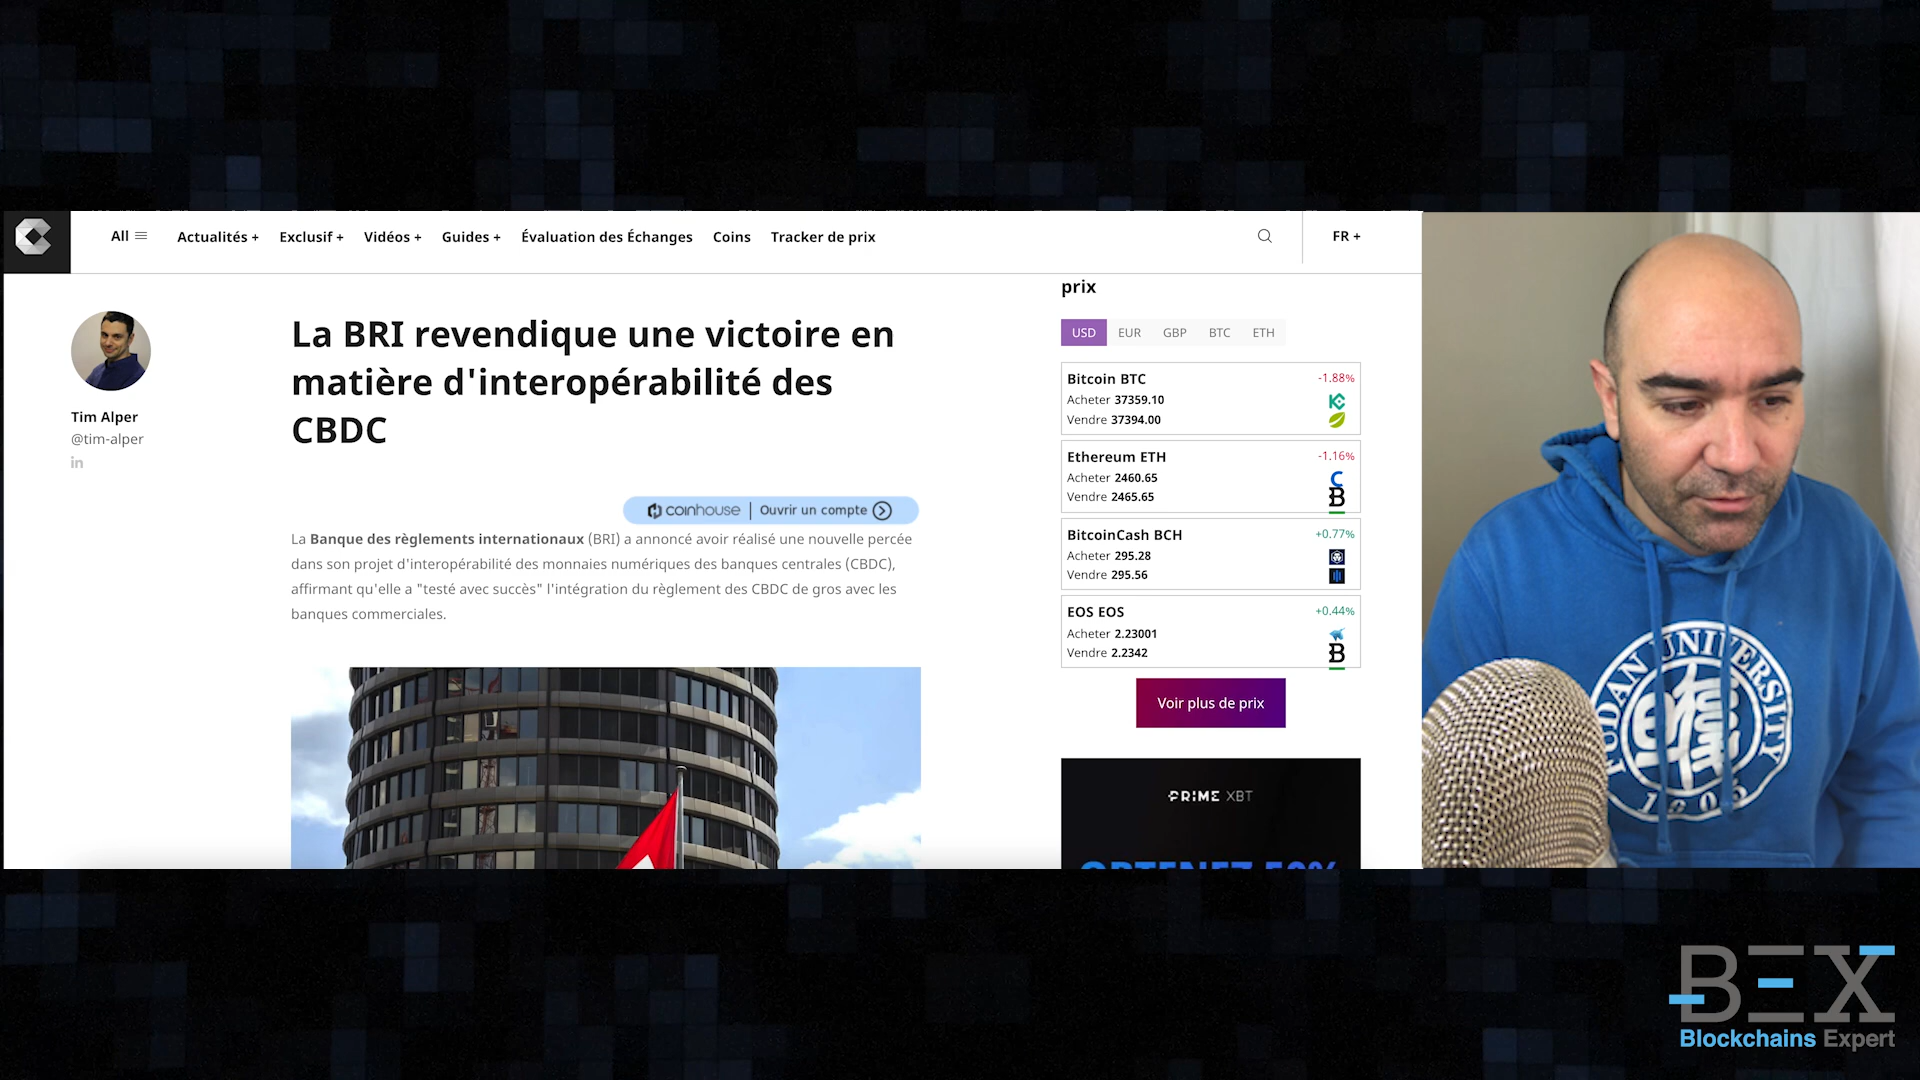 All
Actualités +
Exclusif +
Vidéos +
Guides +
Évaluation des Échanges
Coins
Tracker de prix
FR +
Tim Alper
@tim-alper
in
La BRI revendique une victoire en
matière d'interopérabilité des
CBDC
coinhouse | Ouvrir un compte
La Banque des règlements internationaux (BRI) a annoncé avoir réalisé une nouvelle percée
dans son projet d'interopérabilité des monnaies numériques des banques centrales (CBDC),
affirmant qu'elle a "testé avec succès" l'intégration du règlement des CBDC de gros avec les
banques commerciales.
prix
USD EUR GBP BTC ETH
Bitcoin BTC -1.88%
Acheter 37359.10
Vendre 37394.00
Ethereum ETH -1.16%
Acheter 2460.65
Vendre 2465.65
BitcoinCash BCH +0.77%
Acheter 295.28
Vendre 295.56
EOS EOS +0.44%
Acheter 2.23001
Vendre 2.2342
Voir plus de prix
PRIME XBT
OBTENEZ 50%
FUDAN UNIVERSITY
1905
BEX
Blockchains Expert